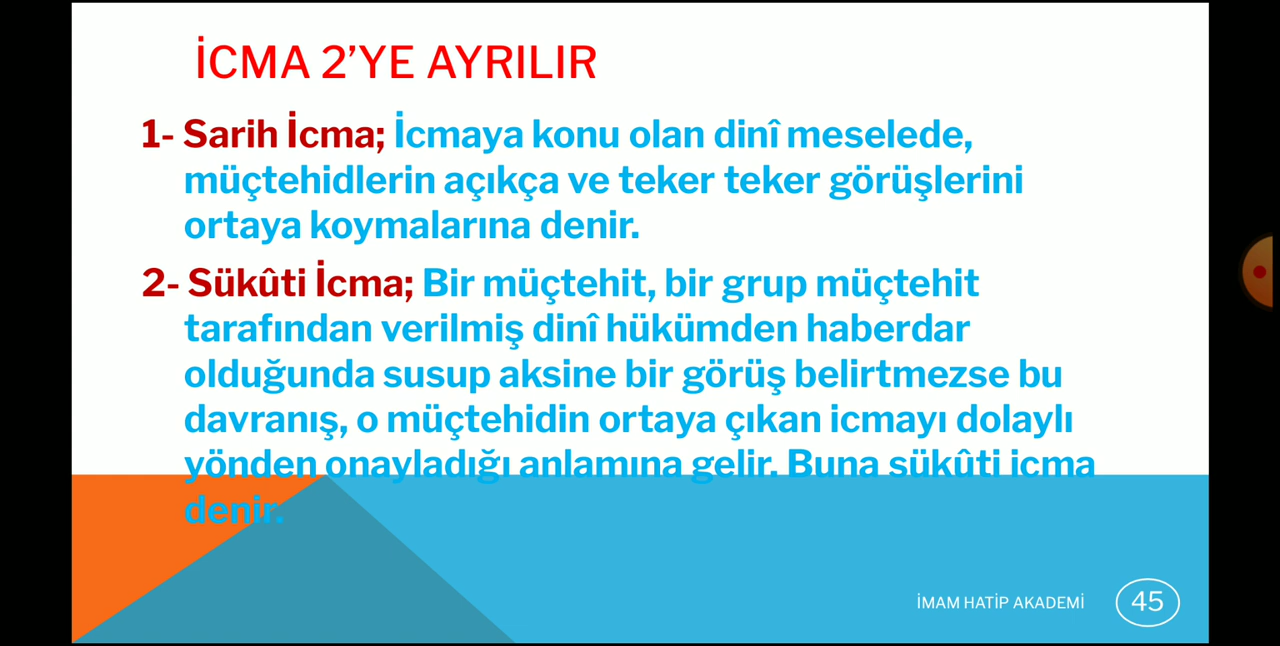 İCMA 2’YE AYRILIR
1- Sarih İcma; İcmaya konu olan dinî meselede,
müçtehidlerin açıkça ve teker teker görüşlerini
ortaya koymalarına denir.
2- Sükûti İcma; Bir müçtehit, bir grup müçtehit
tarafından verilmiş dinî hükümden haberdar
olduğunda susup aksine bir görüş belirtmezse bu
davranış, o müçtehidin ortaya çıkan icmayı dolaylı
yönden onayladığı anlamına gelir. Buna sükûti icma
denir.
İMAM HATİP AKADEMİ
45